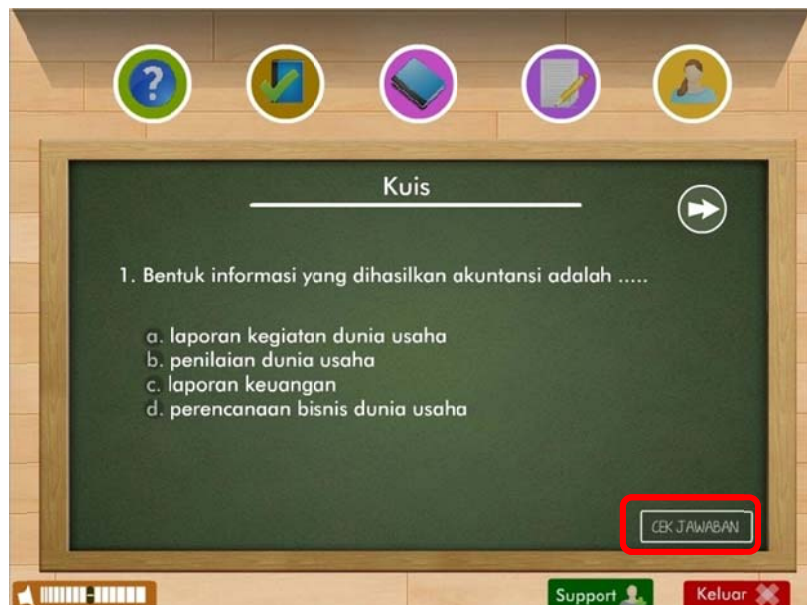 Kuis
1. Bentuk informasi yang dihasilkan akuntansi adalah .....
a. laporan kegiatan dunia usaha
b. penilaian dunia usaha
c. laporan keuangan
d. perencanaan bisnis dunia usaha
CEK JAWABAN
Support
Keluar